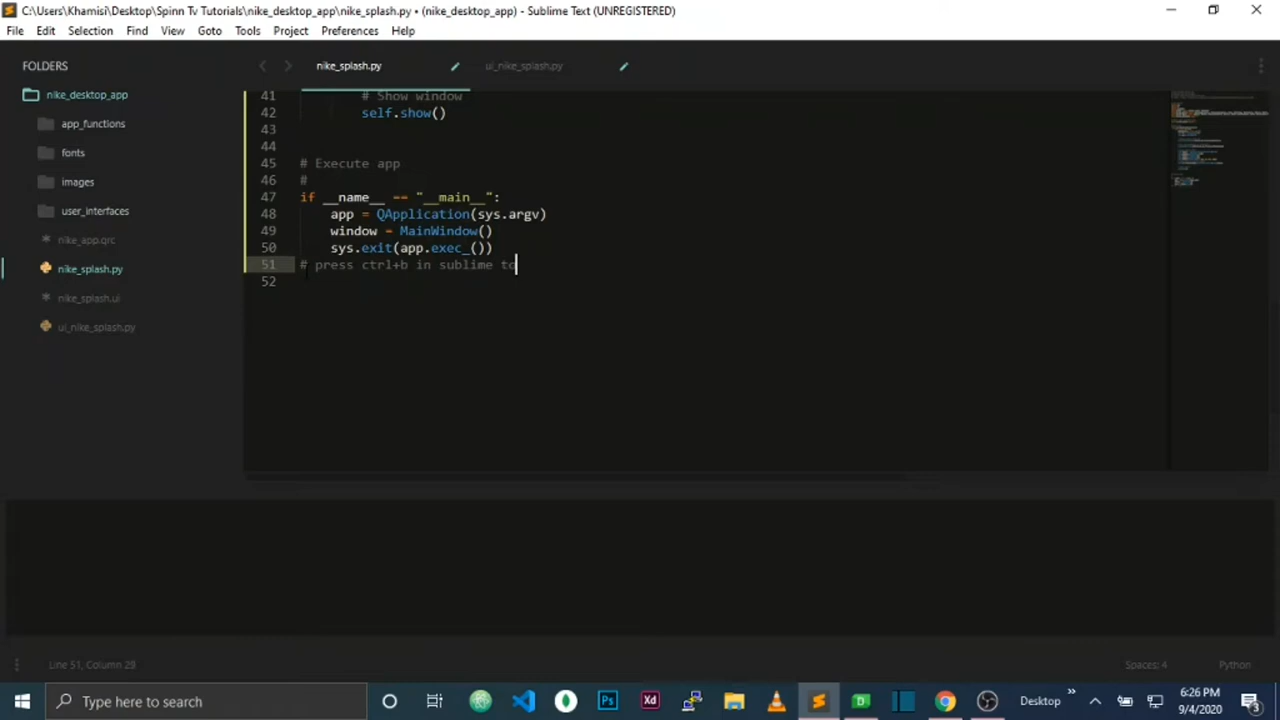 C:\Users\Khamisi\Desktop\Spinn Tv Tutorials\nike_desktop_app\nike_splash.py • (nike_desktop_app) - Sublime Text (UNREGISTERED)
File Edit Selection Find View Goto Tools Project Preferences Help
FOLDERS
nike_desktop_app
app_functions
fonts
images
user_interfaces
nike_app.qrc
nike_splash.py
nike_splash.ui
ui_nike_splash.py
nike_splash.py ui_nike_splash.py
41 # Show window
42 self.show()
43
44
45 # Execute app
46 #
47 if __name__ == "__main__":
48 app = QApplication(sys.argv)
49 window = MainWindow()
50 sys.exit(app.exec_())
51 # press ctrl+b in sublime to
52
Line 51, Column 29 Spaces: 4 Python
Type here to search
Ps Xd
Desktop
6:26 PM
9/4/2020
3